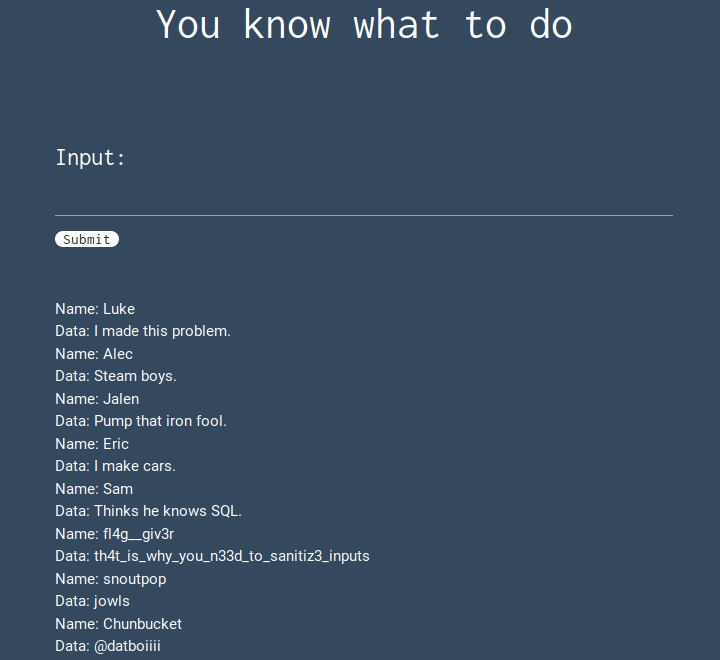 You know what to do
Input:
Submit
Name: Luke
Data: I made this problem.
Name: Alec
Data: Steam boys.
Name: Jalen
Data: Pump that iron fool.
Name: Eric
Data: I make cars.
Name: Sam
Data: Thinks he knows SQL.
Name: fl4g__giv3r
Data: th4t_is_why_you_n33d_to_sanitiz3_inputs
Name: snoutpop
Data: jowls
Name: Chunbucket
Data: @datboiiii